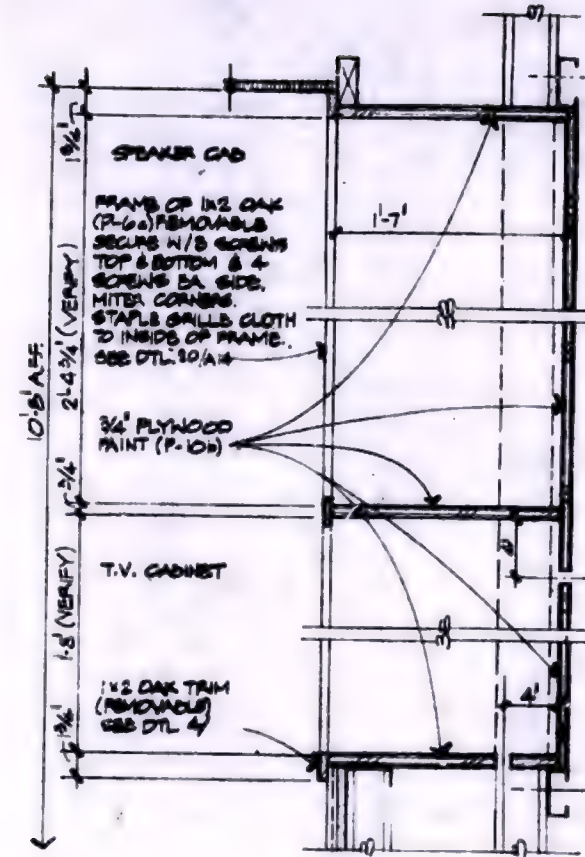 SPEAKER CAB
FRAME OF 1x2 OAK
(P-6a) REMOVABLE
SECURE W/3 SCREWS
TOP & BOTTOM & 4
SCREWS EA. SIDE.
MITER CORNERS.
STAPLE GRILLE CLOTH
TO INSIDE OF FRAME.
SEE DTL. 20/A14
3/4" PLYWOOD
PAINT (P-10b)
T.V. CABINET
1x2 OAK TRIM
(REMOVABLE)
SEE DTL 4/
10'-8" A.F.F.
2'-4 3/4" (VERIFY)
3/4"
1'-8" (VERIFY)
1'-7"
4"